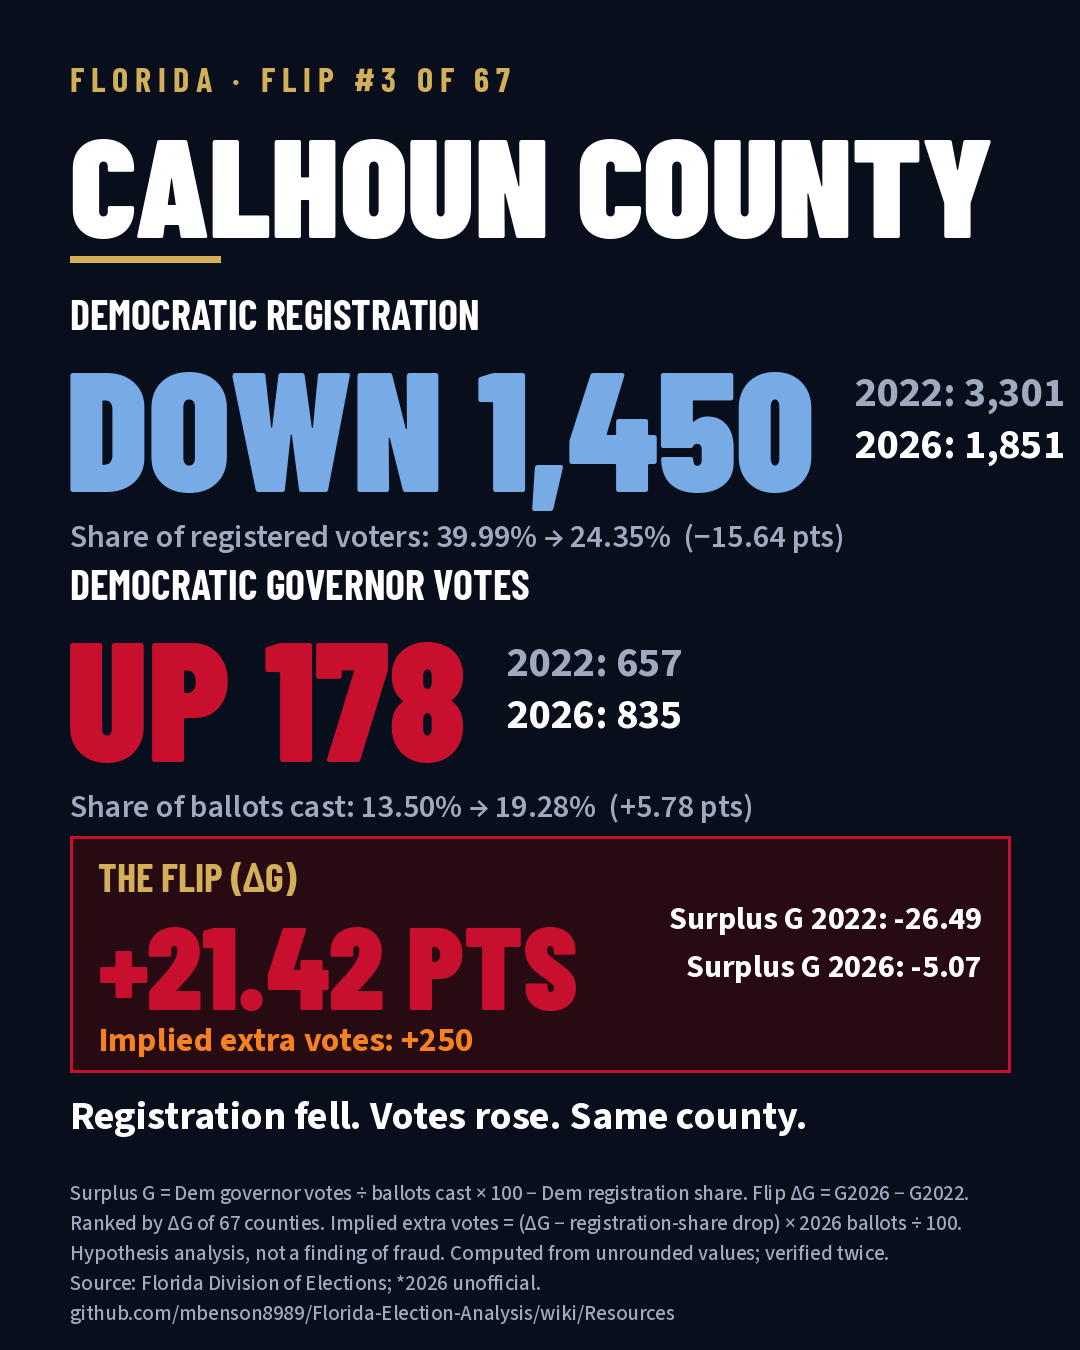 FLORIDA · FLIP #3 OF 67
CALHOUN COUNTY
DEMOCRATIC REGISTRATION
DOWN 1,450
2022: 3,301
2026: 1,851
Share of registered voters: 39.99% → 24.35% (−15.64 pts)
DEMOCRATIC GOVERNOR VOTES
UP 178
2022: 657
2026: 835
Share of ballots cast: 13.50% → 19.28% (+5.78 pts)
THE FLIP (ΔG)
+21.42 PTS
Surplus G 2022: -26.49
Surplus G 2026: -5.07
Implied extra votes: +250
Registration fell. Votes rose. Same county.
Surplus G = Dem governor votes ÷ ballots cast × 100 − Dem registration share. Flip ΔG = G2026 − G2022.
Ranked by ΔG of 67 counties. Implied extra votes = (ΔG − registration-share drop) × 2026 ballots ÷ 100.
Hypothesis analysis, not a finding of fraud. Computed from unrounded values; verified twice.
Source: Florida Division of Elections; *2026 unofficial.
github.com/mbenson8989/Florida-Election-Analysis/wiki/Resources